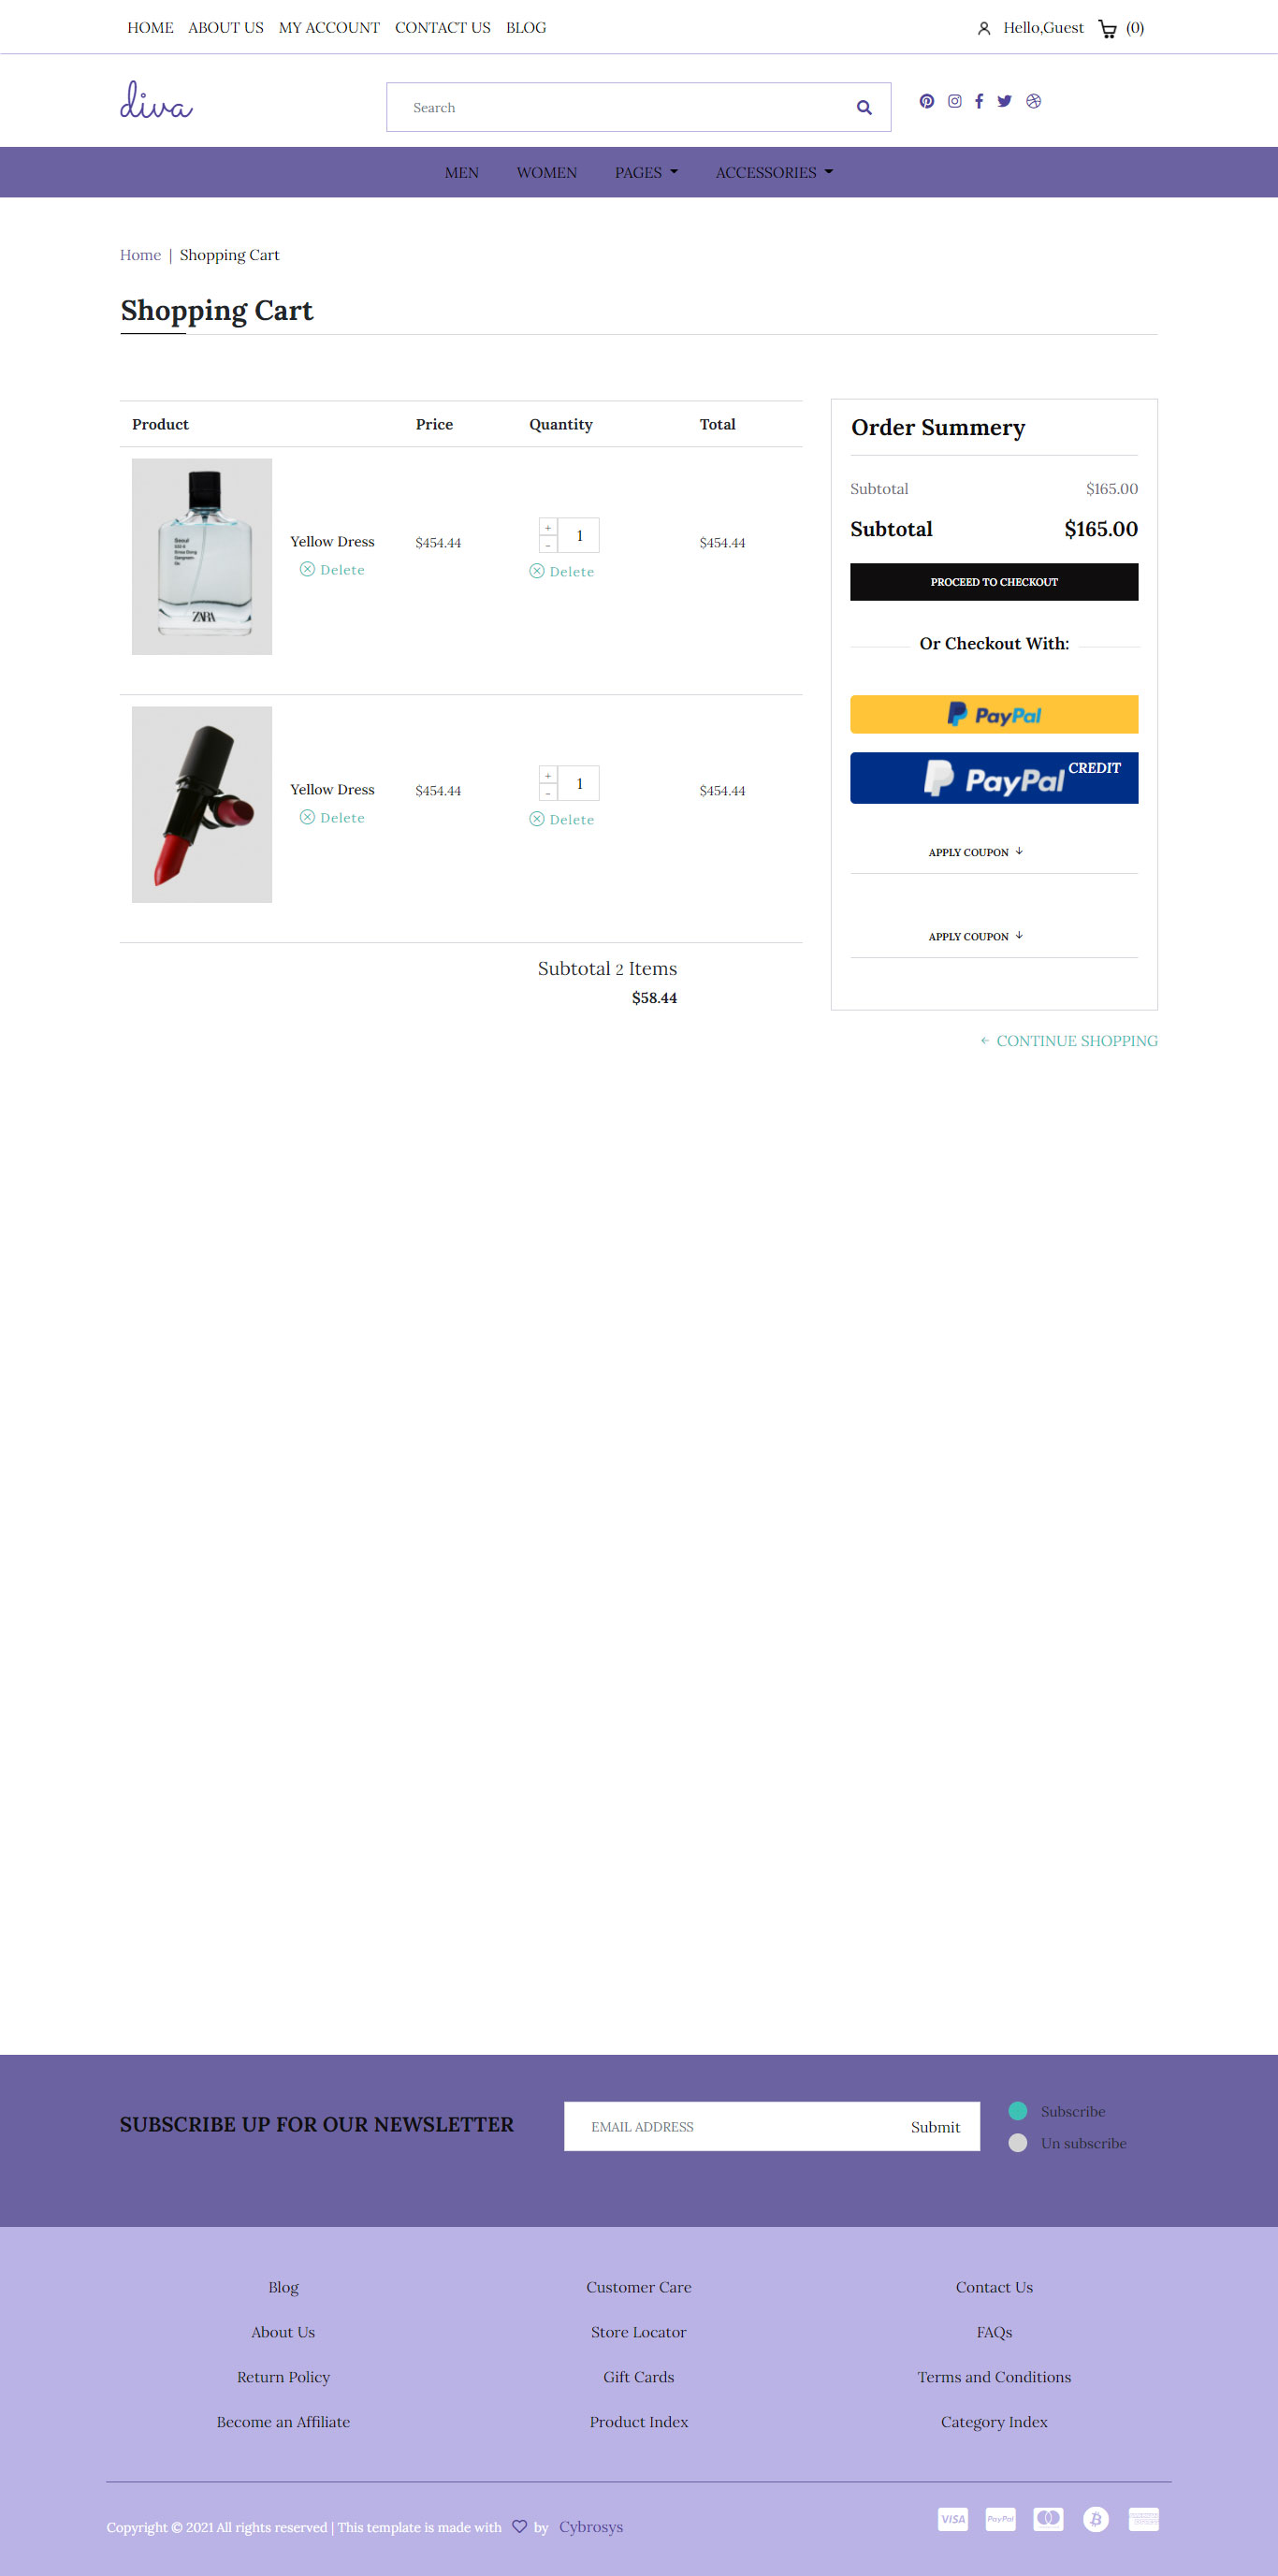 HOME ABOUT US MY ACCOUNT CONTACT US BLOG Hello,Guest (0)
diva
Search
MEN WOMEN PAGES ACCESSORIES
Home | Shopping Cart
Shopping Cart
Product Price Quantity Total
Seoul
ZARA
Yellow Dress $454.44 + - 1 $454.44
Delete Delete
Yellow Dress $454.44 + - 1 $454.44
Delete Delete
Subtotal 2 Items
$58.44
Order Summery
Subtotal $165.00
Subtotal $165.00
PROCEED TO CHECKOUT
Or Checkout With:
PayPal
PayPal CREDIT
APPLY COUPON
APPLY COUPON
CONTINUE SHOPPING
SUBSCRIBE UP FOR OUR NEWSLETTER
EMAIL ADDRESS Submit
Subscribe
Un subscribe
Blog Customer Care Contact Us
About Us Store Locator FAQs
Return Policy Gift Cards Terms and Conditions
Become an Affiliate Product Index Category Index
Copyright © 2021 All rights reserved | This template is made with by Cybrosys
VISA PayPal